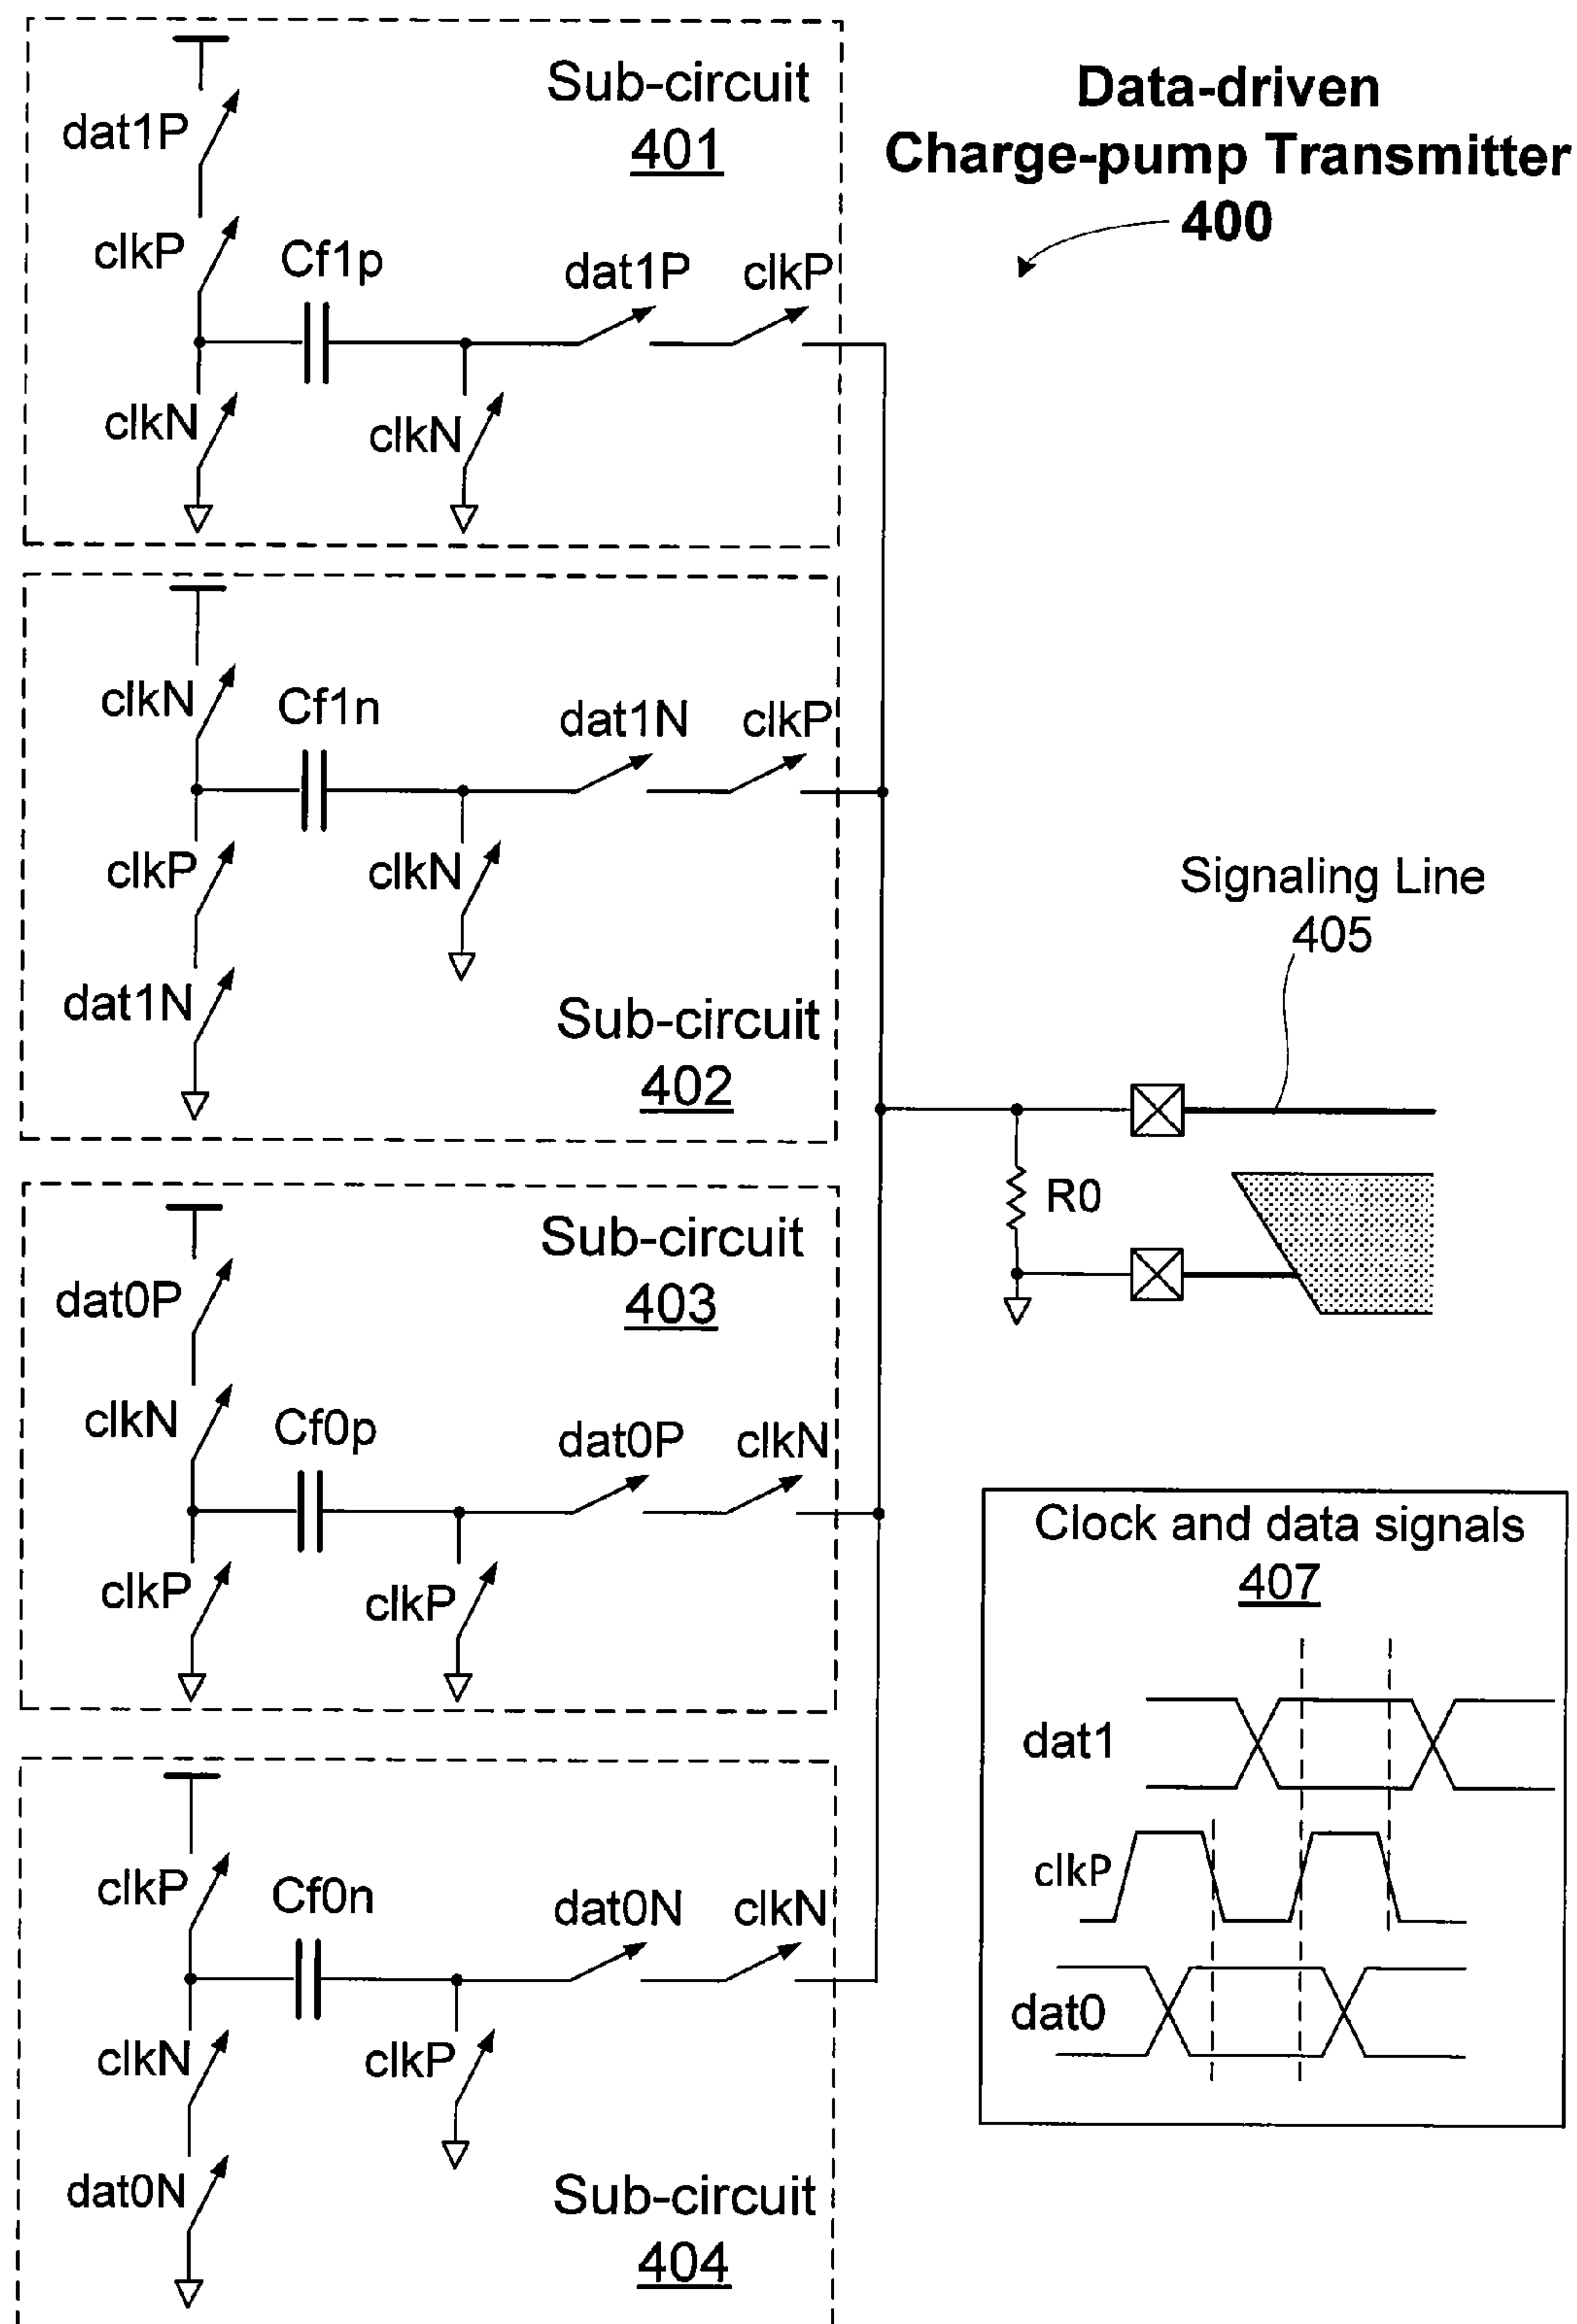 Data-driven
Charge-pump Transmitter
400
Sub-circuit
401
dat1P
clkP
Cf1p
dat1P
clkP
clkN
clkN
clkN
Cf1n
dat1N
clkP
clkP
clkN
dat1N
Sub-circuit
402
Signaling Line
405
R0
Sub-circuit
403
dat0P
clkN
Cf0p
dat0P
clkN
clkP
clkP
clkP
Cf0n
dat0N
clkN
clkN
clkP
dat0N
Sub-circuit
404
Clock and data signals
407
dat1
clkP
dat0